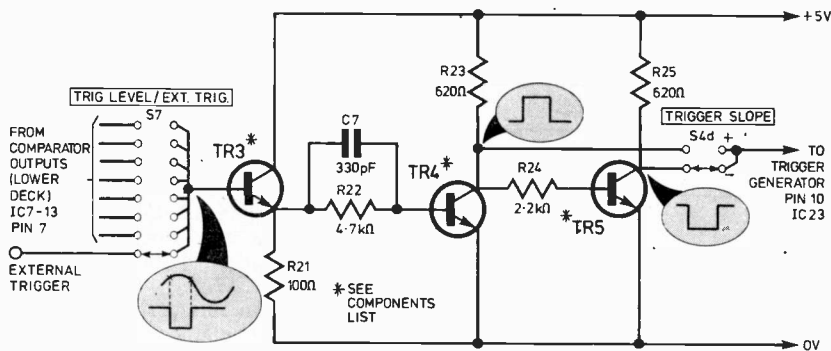 +5V
R23
620Ω
R25
620Ω
TRIG LEVEL/EXT. TRIG.
S7
TRIGGER SLOPE
S4d
+
-
FROM
COMPARATOR
OUTPUTS
(LOWER
DECK)
IC7-13
PIN 7
C7
330pF
TR3*
TR4*
R22
4·7kΩ
R24
2·2kΩ
*TR5
TO
TRIGGER
GENERATOR
PIN 10
IC23
EXTERNAL
TRIGGER
R21
100Ω
* SEE
COMPONENTS
LIST
0V